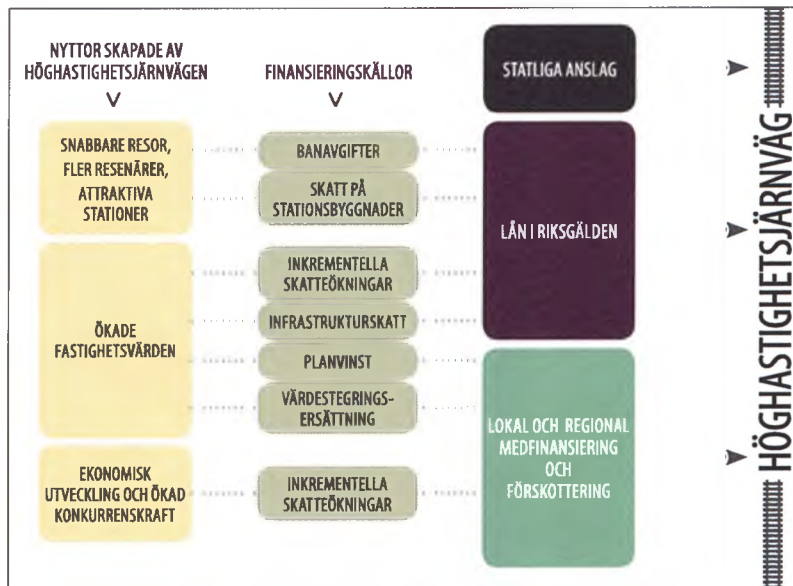 NYTTOR SKAPADE AV
HÖGHASTIGHETSJÄRNVÄGEN
FINANSIERINGSKÄLLOR
STATLIGA ANSLAG
SNABBARE RESOR,
FLER RESENÄRER,
ATTRAKTIVA
STATIONER
BANAVGIFTER
SKATT PÅ
STATIONSBYGGNADER
LÅN I RIKSGÄLDEN
ÖKADE
FASTIGHETSVÄRDEN
INKREMENTELLA
SKATTEÖKNINGAR
INFRASTRUKTURSKATT
PLANVINST
VÄRDESTEGRINGS-
ERSÄTTNING
LOKAL OCH REGIONAL
MEDFINANSIERING
OCH
FÖRSKOTTERING
EKONOMISK
UTVECKLING OCH ÖKAD
KONKURRENSKRAFT
INKREMENTELLA
SKATTEÖKNINGAR
HÖGHASTIGHETSJÄRNVÄG